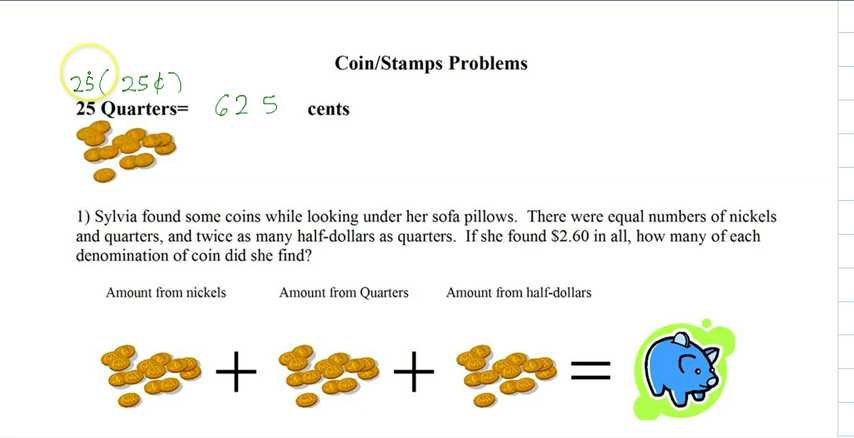 Coin/Stamps Problems
25(25¢)
25 Quarters= 625 cents
1) Sylvia found some coins while looking under her sofa pillows. There were equal numbers of nickels
and quarters, and twice as many half-dollars as quarters. If she found $2.60 in all, how many of each
denomination of coin did she find?
Amount from nickels Amount from Quarters Amount from half-dollars
+ + =